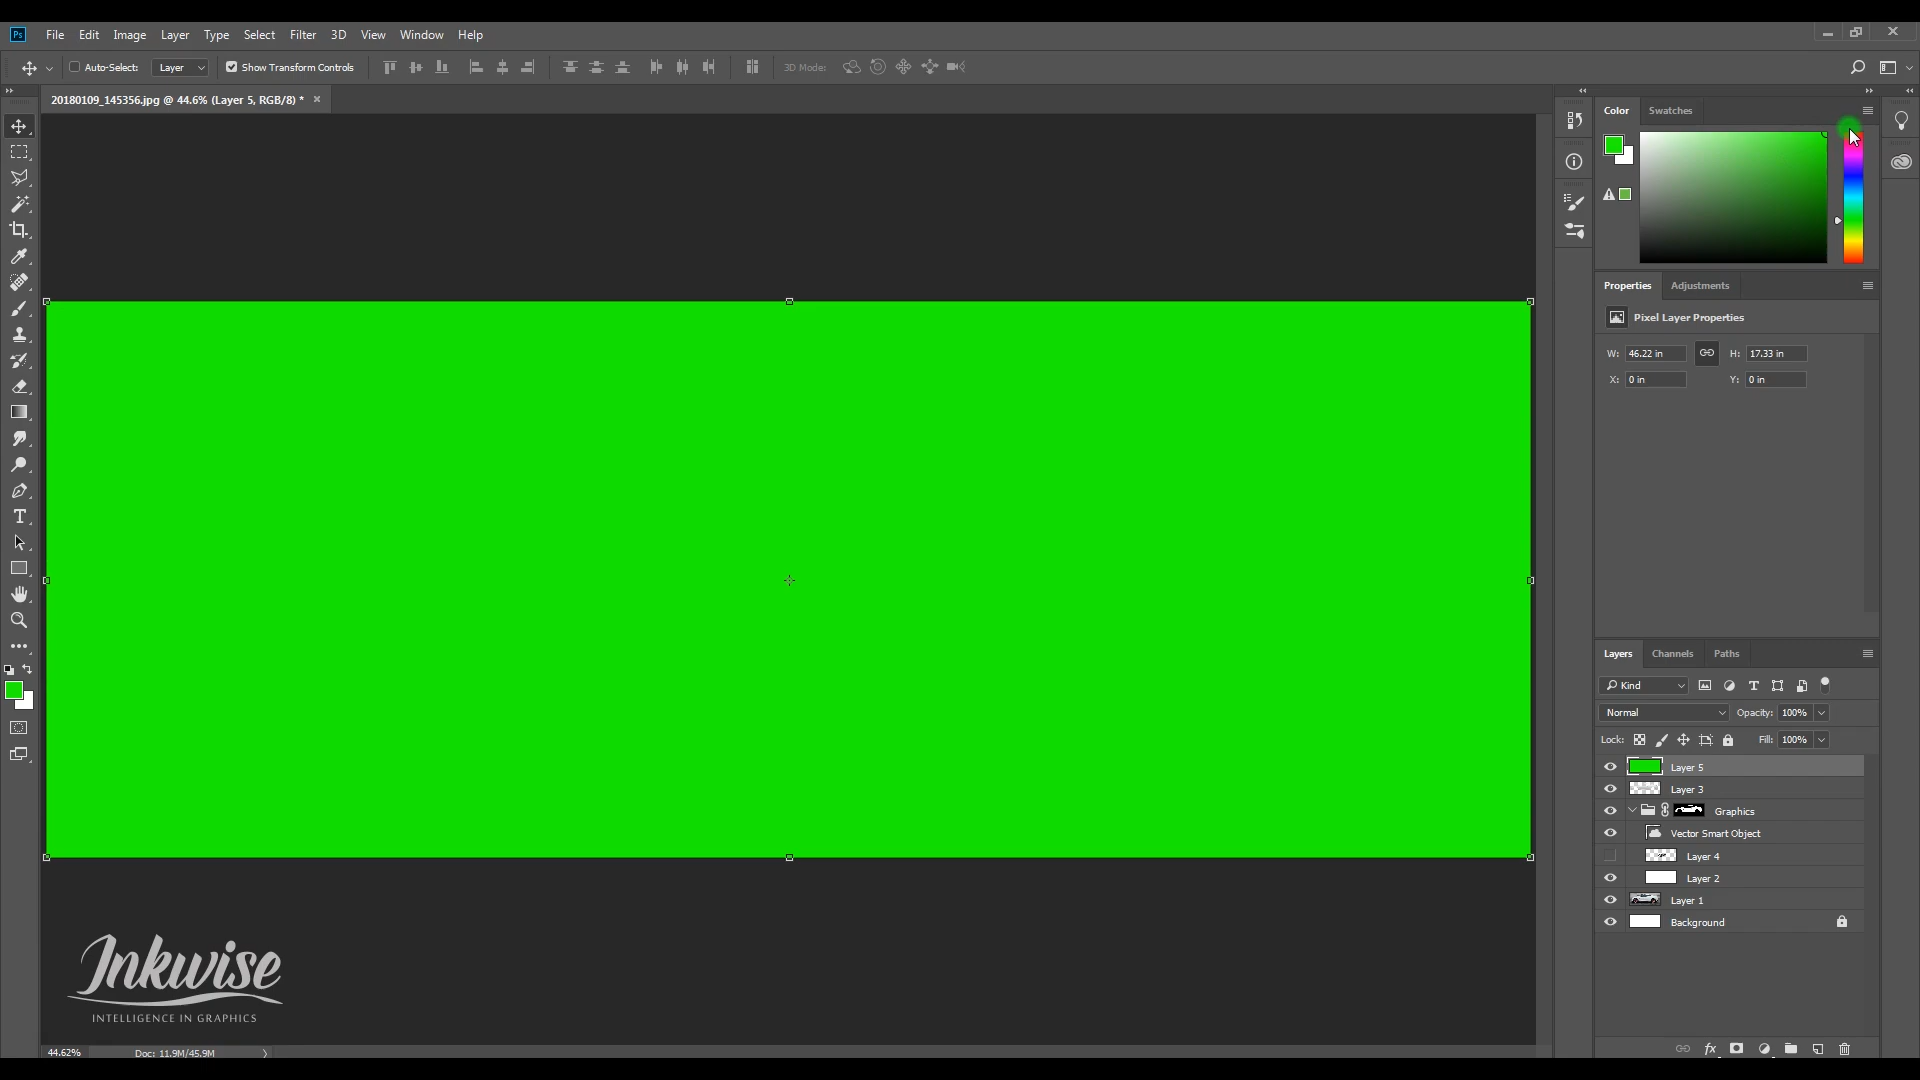 Ps File Edit Image Layer Type Select Filter 3D View Window Help
Auto-Select: Layer Show Transform Controls 3D Mode:
20180109_145356.jpg @ 44.6% (Layer 5, RGB/8) * ×
Color Swatches
Properties Adjustments
Pixel Layer Properties
W: 46.22 in H: 17.33 in
X: 0 in Y: 0 in
Layers Channels Paths
Kind
Normal Opacity: 100%
Lock: Fill: 100%
Layer 5
Layer 3
Graphics
Vector Smart Object
Layer 4
Layer 2
Layer 1
Background
fx
Inkwise
INTELLIGENCE IN GRAPHICS
44.62% Doc: 11.9M/45.9M